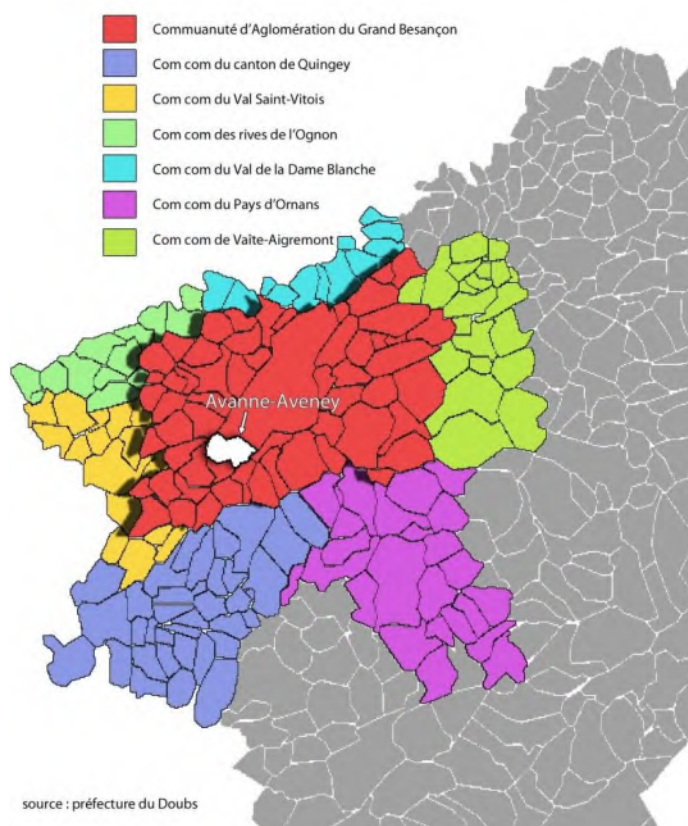 Commuanuté d'Aglomération du Grand Besançon
Com com du canton de Quingey
Com com du Val Saint-Vitois
Com com des rives de l'Ognon
Com com du Val de la Dame Blanche
Com com du Pays d'Ornans
Com com de Vaîte-Aigremont
Avanne-Aveney
source : préfecture du Doubs